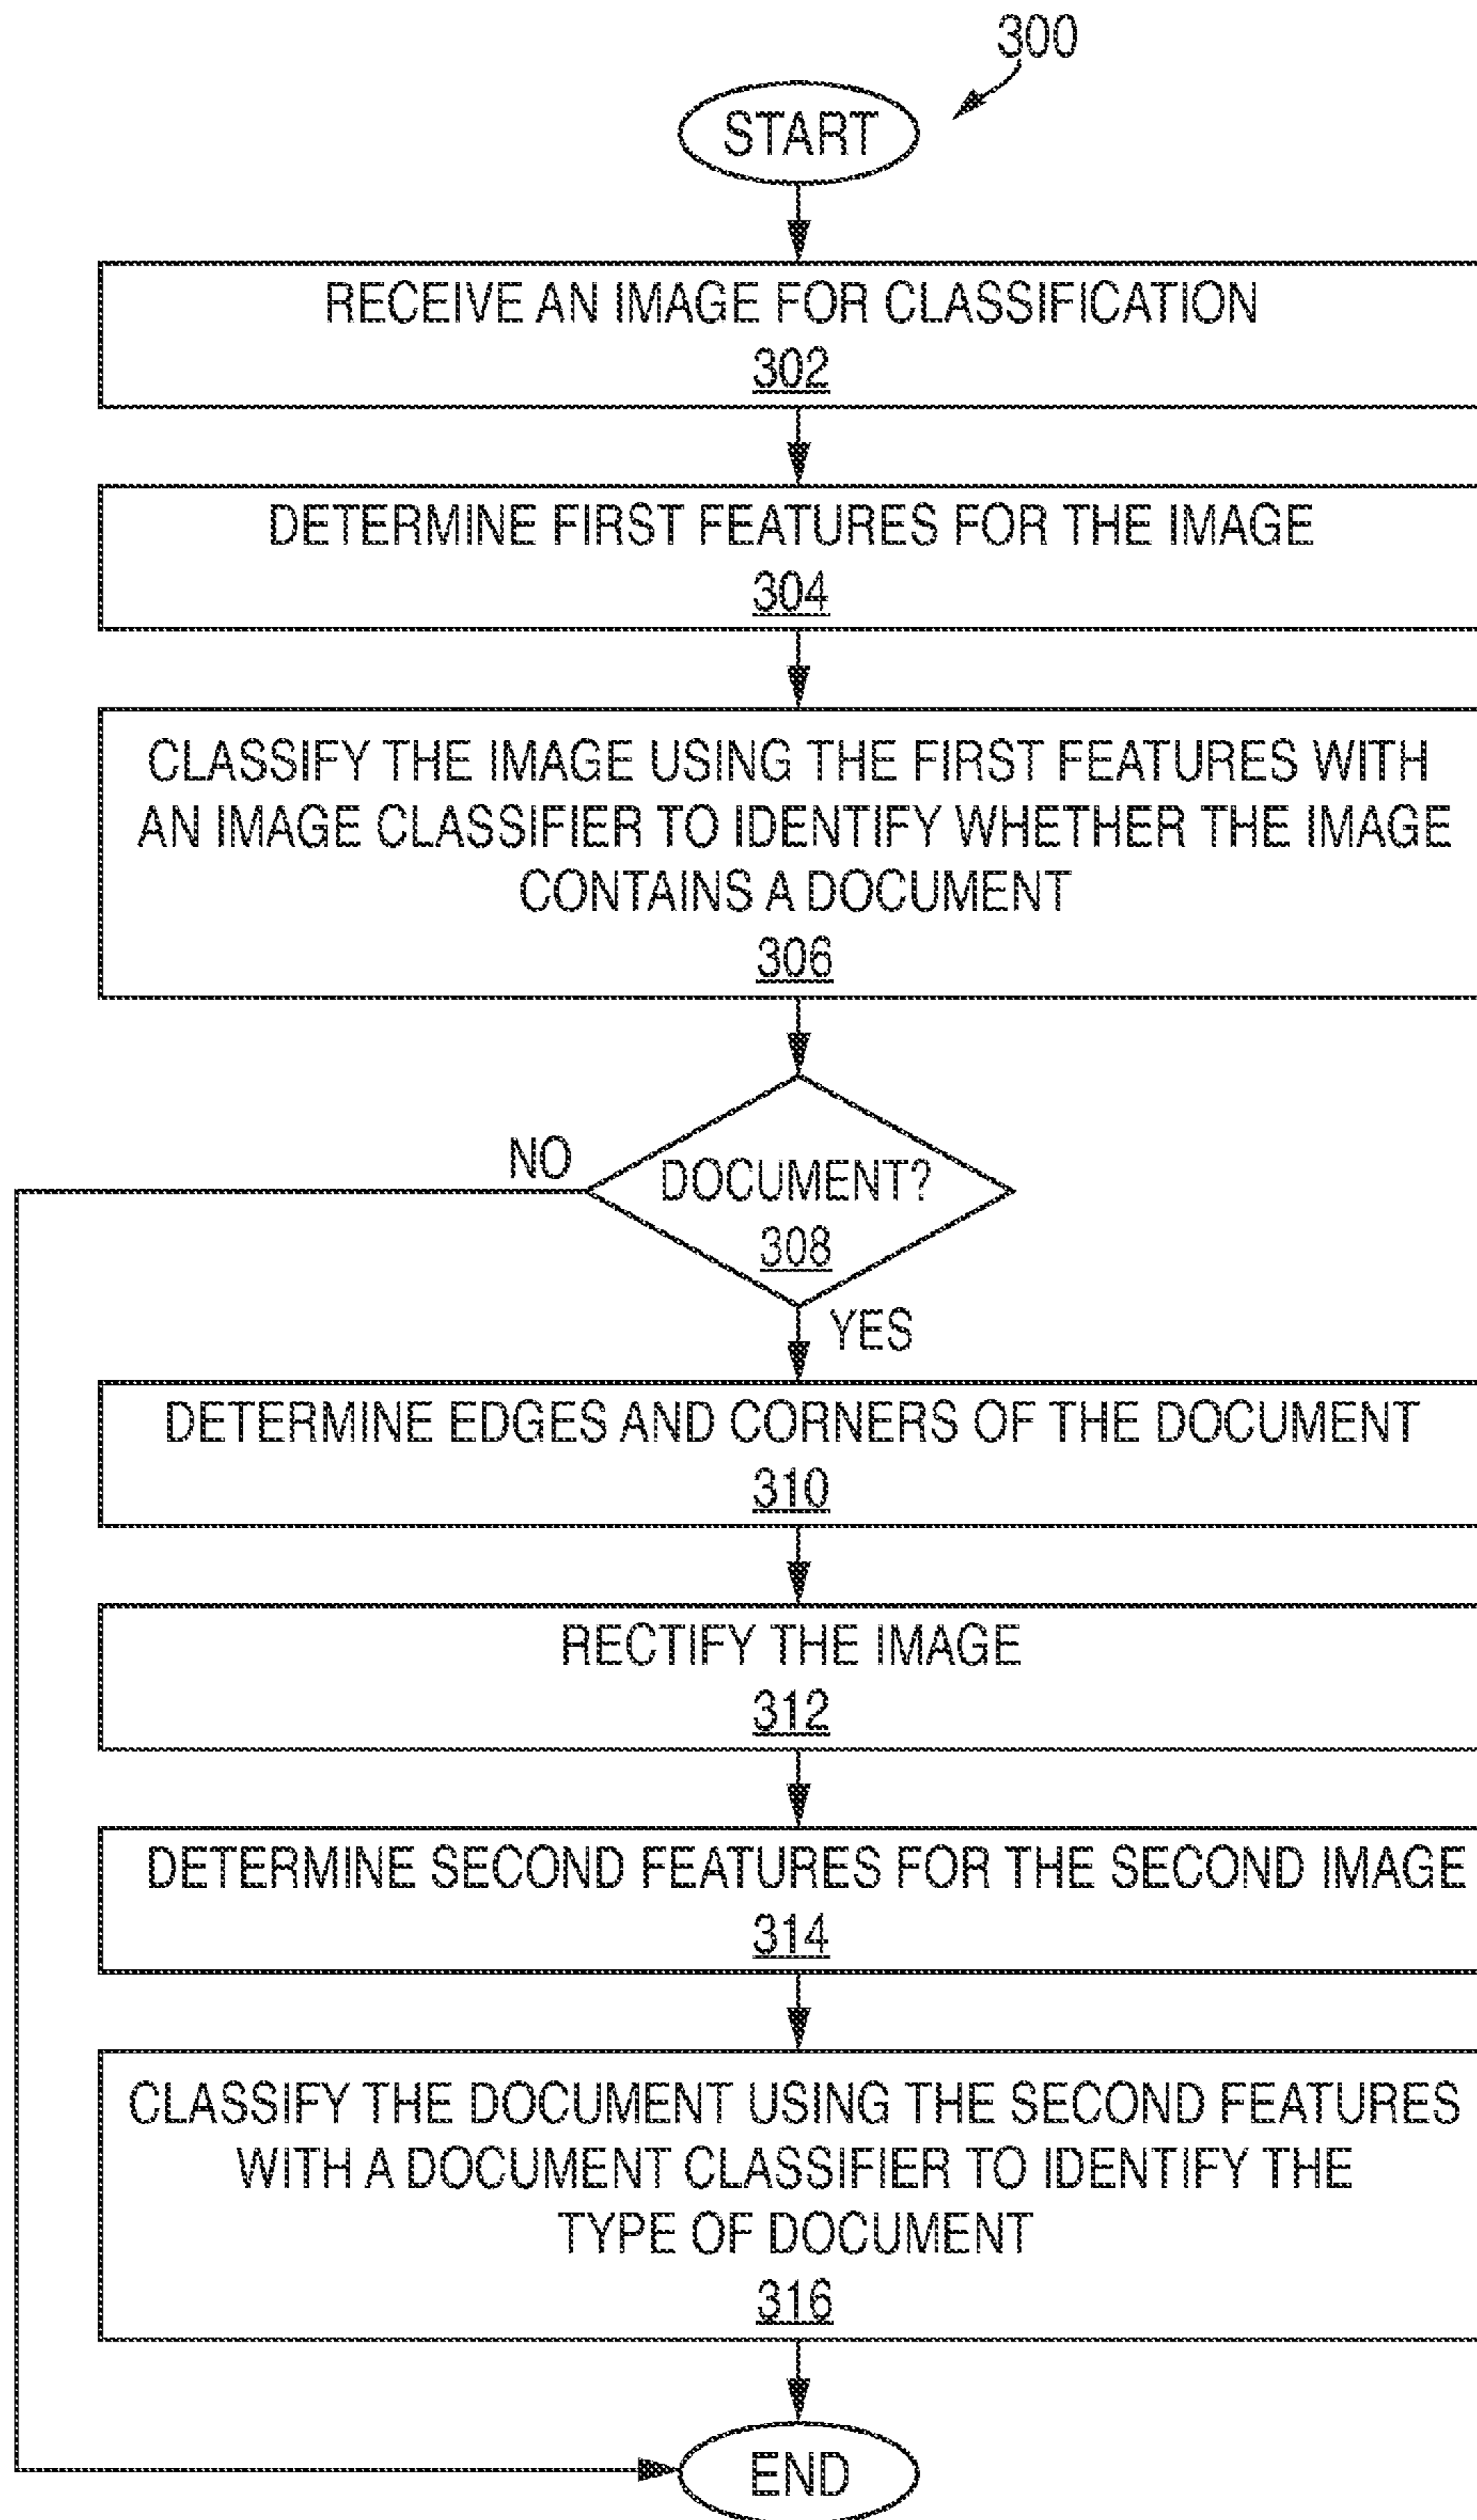 300
START
RECEIVE AN IMAGE FOR CLASSIFICATION
302
DETERMINE FIRST FEATURES FOR THE IMAGE
304
CLASSIFY THE IMAGE USING THE FIRST FEATURES WITH
AN IMAGE CLASSIFIER TO IDENTIFY WHETHER THE IMAGE
CONTAINS A DOCUMENT
306
NO
DOCUMENT?
308
YES
DETERMINE EDGES AND CORNERS OF THE DOCUMENT
310
RECTIFY THE IMAGE
312
DETERMINE SECOND FEATURES FOR THE SECOND IMAGE
314
CLASSIFY THE DOCUMENT USING THE SECOND FEATURES
WITH A DOCUMENT CLASSIFIER TO IDENTIFY THE
TYPE OF DOCUMENT
316
END